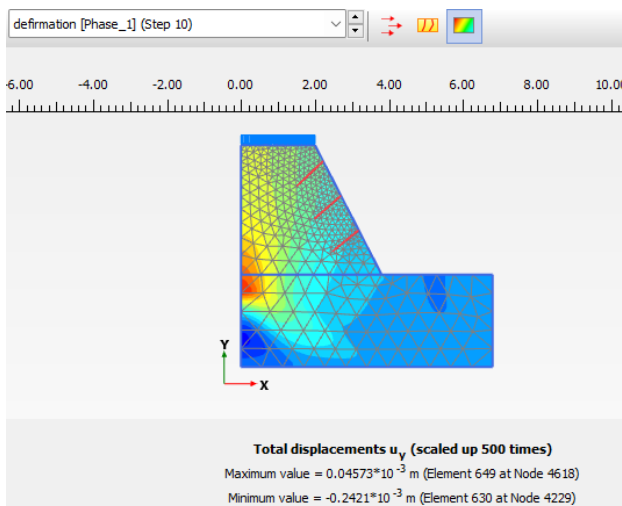 defirmation [Phase_1] (Step 10)
-6.00 -4.00 -2.00 0.00 2.00 4.00 6.00 8.00 10.0
Y
X
Total displacements u_y (scaled up 500 times)
Maximum value = 0.04573*10^-3 m (Element 649 at Node 4618)
Minimum value = -0.2421*10^-3 m (Element 630 at Node 4229)